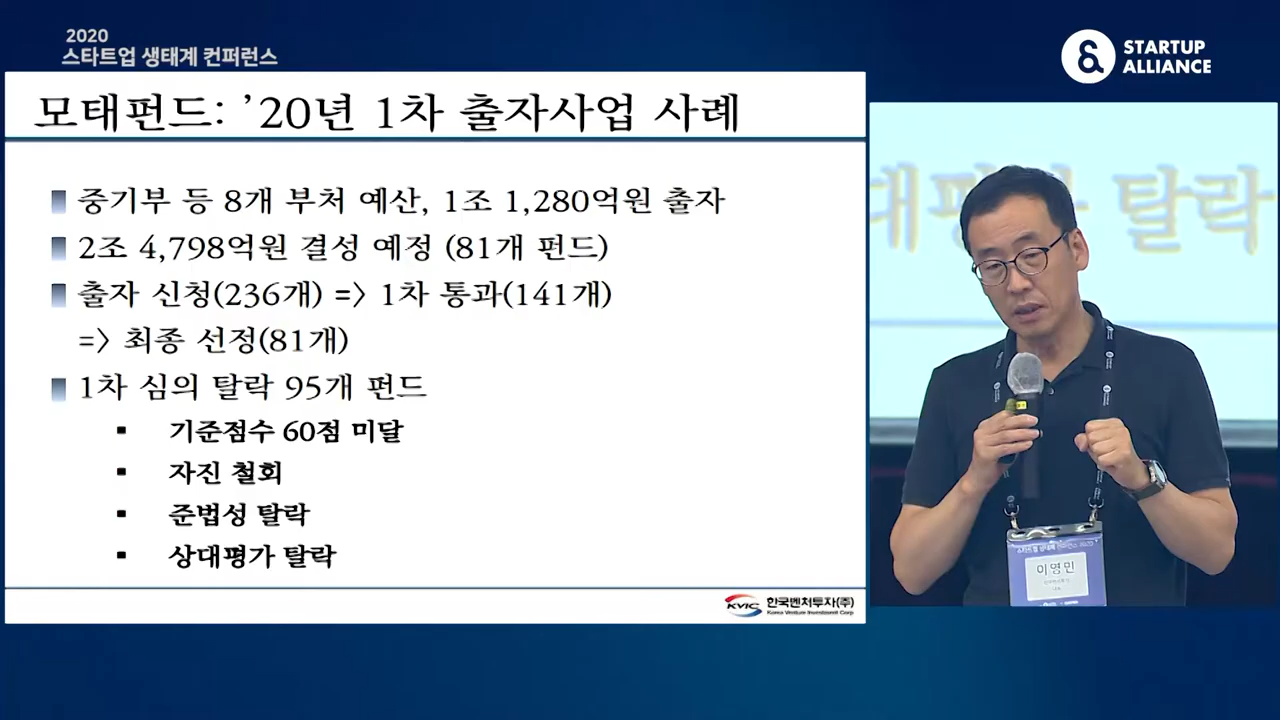 2020
스타트업 생태계 컨퍼런스
&
STARTUP
ALLIANCE
모태펀드: ’20년 1차 출자사업 사례
중기부 등 8개 부처 예산, 1조 1,280억원 출자
2조 4,798억원 결성 예정 (81개 펀드)
출자 신청(236개) => 1차 통과(141개)
=> 최종 선정(81개)
1차 심의 탈락 95개 펀드
기준점수 60점 미달
자진 철회
준법성 탈락
상대평가 탈락
KVIC 한국벤처투자(주)
Korea Venture Investment Corp
탈락
이영민